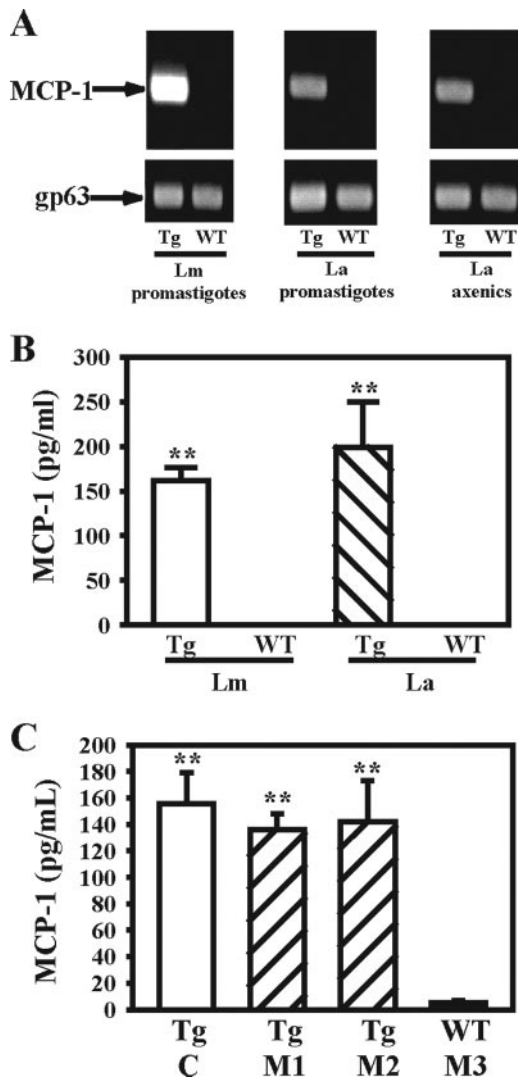 A
MCP-1
gp63
Tg WT Tg WT Tg WT
Lm promastigotes
La promastigotes
La axenics
B
MCP-1 (pg/ml)
300
250
200
150
100
50
0
**
**
Tg WT Tg WT
Lm La
C
MCP-1 (pg/mL)
200
180
160
140
120
100
80
60
40
20
0
**
**
**
Tg Tg Tg WT
C M1 M2 M3